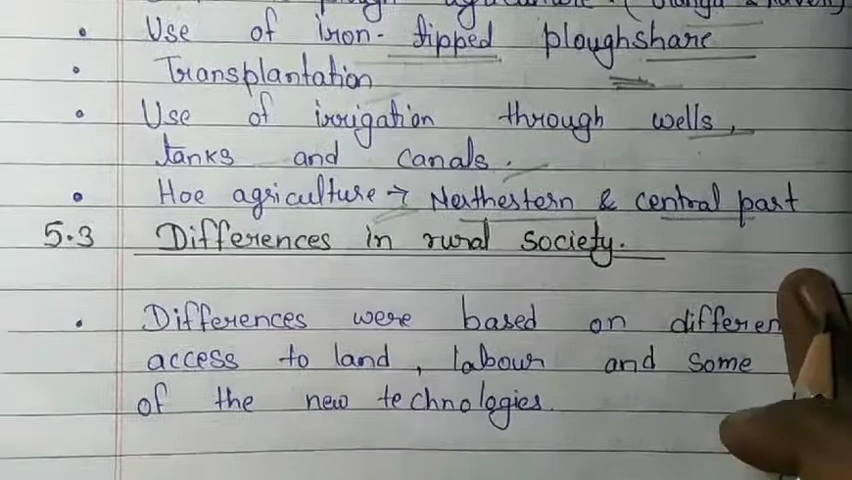 • Use of iron-tipped ploughshare
• Transplantation
• Use of irrigation through wells,
tanks and canals.
• Hoe agriculture → Northestern & central part
5.3 Differences in rural society.
• Differences were based on differen
access to land, labour and some
of the new technologies.